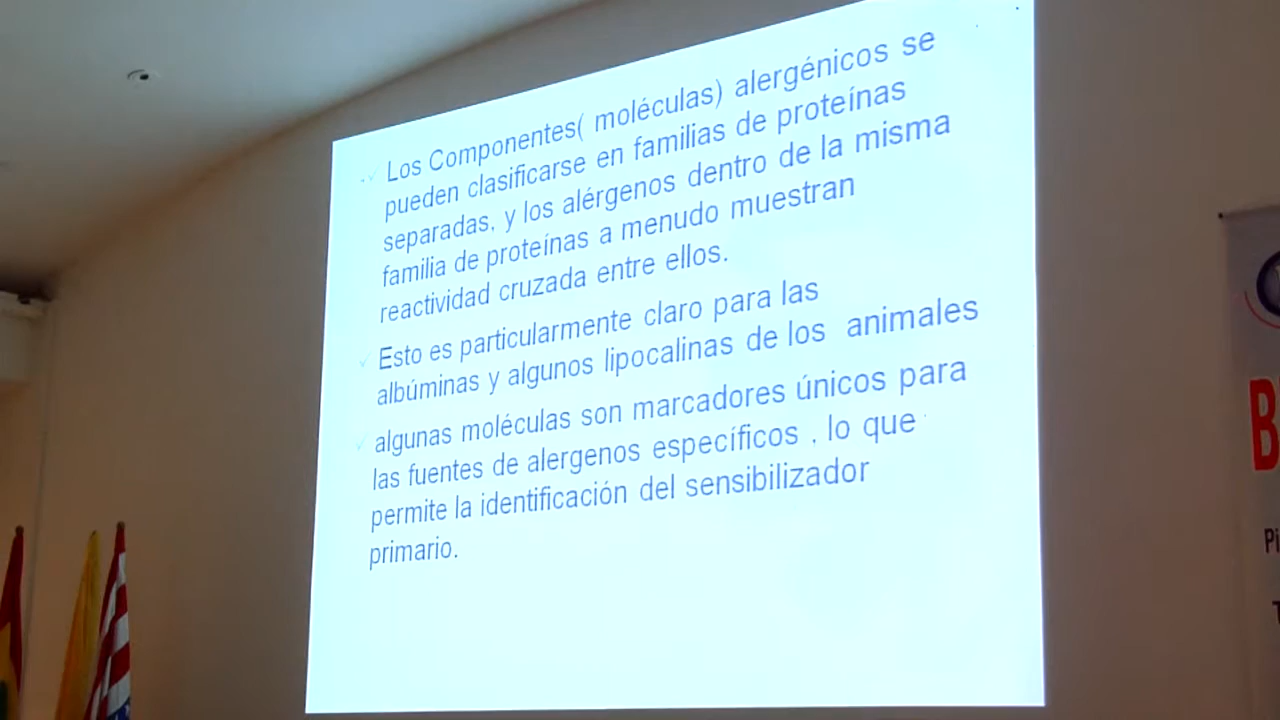 Los Componentes( moléculas) alergénicos se
pueden clasificarse en familias de proteínas
separadas, y los alérgenos dentro de la misma
familia de proteínas a menudo muestran
reactividad cruzada entre ellos.
Esto es particularmente claro para las
albúminas y algunos lipocalinas de los animales
algunas moléculas son marcadores únicos para
las fuentes de alergenos específicos , lo que
permite la identificación del sensibilizador
primario.
B
Pi